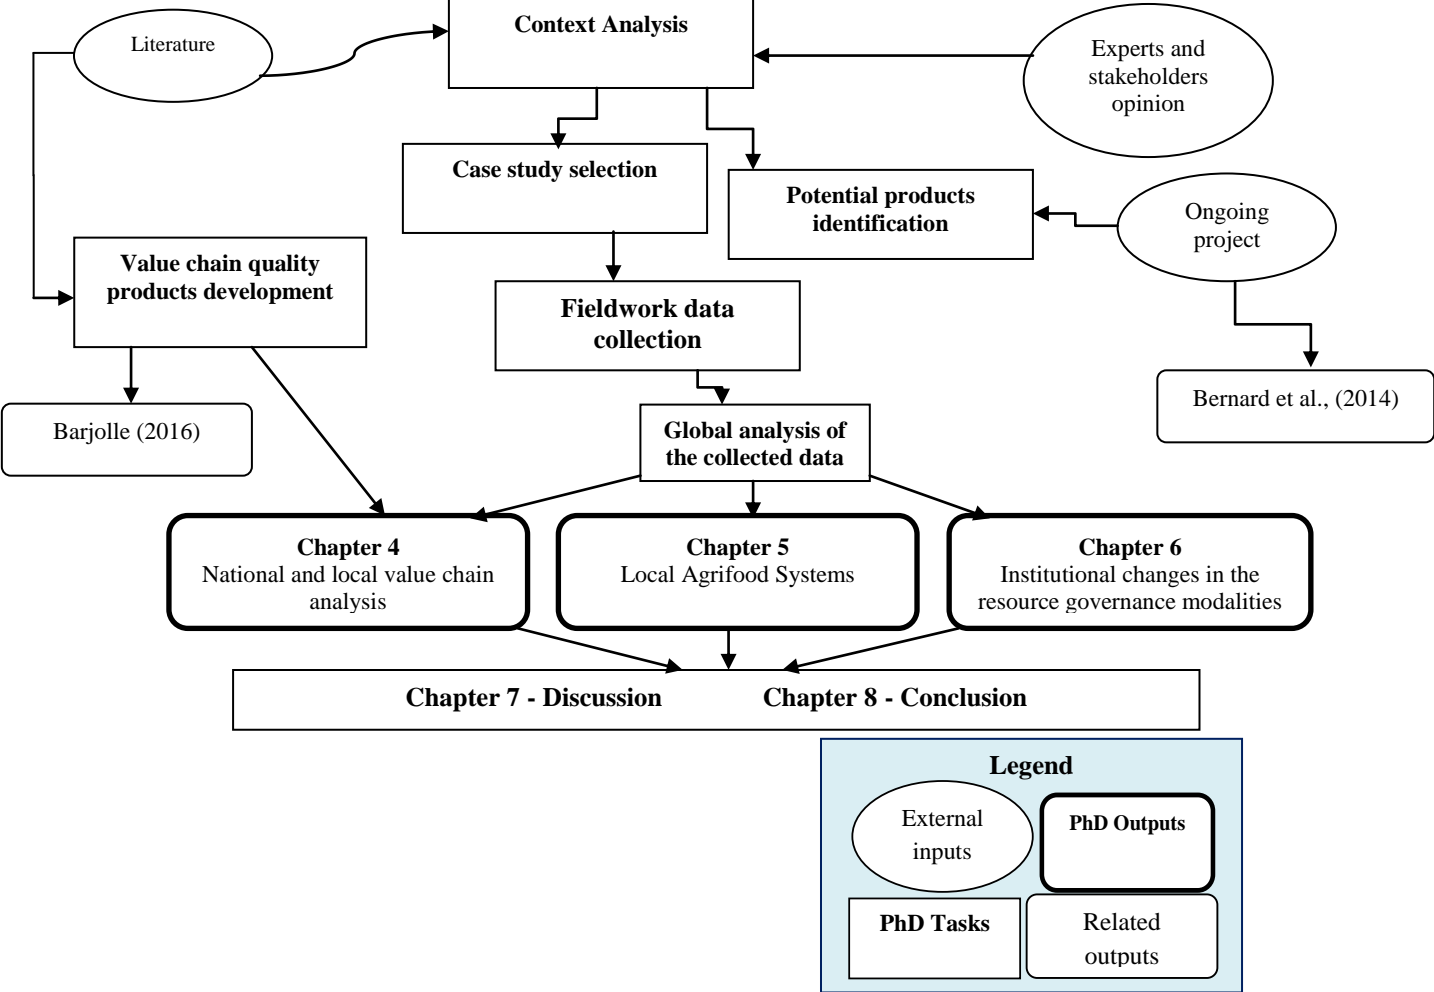 Context Analysis
Literature
Experts and
stakeholders
opinion
Case study selection
Potential products
identification
Ongoing
project
Value chain quality
products development
Fieldwork data
collection
Bernard et al., (2014)
Barjolle (2016)
Global analysis of
the collected data
Chapter 4
National and local value chain
analysis
Chapter 5
Local Agrifood Systems
Chapter 6
Institutional changes in the
resource governance modalities
Chapter 7 - Discussion Chapter 8 - Conclusion
Legend
External
inputs
PhD Outputs
PhD Tasks
Related
outputs